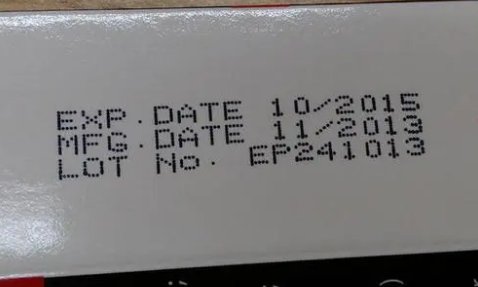 EXP.DATE 10/2015
MFG.DATE 11/2013
LOT No. EP241013